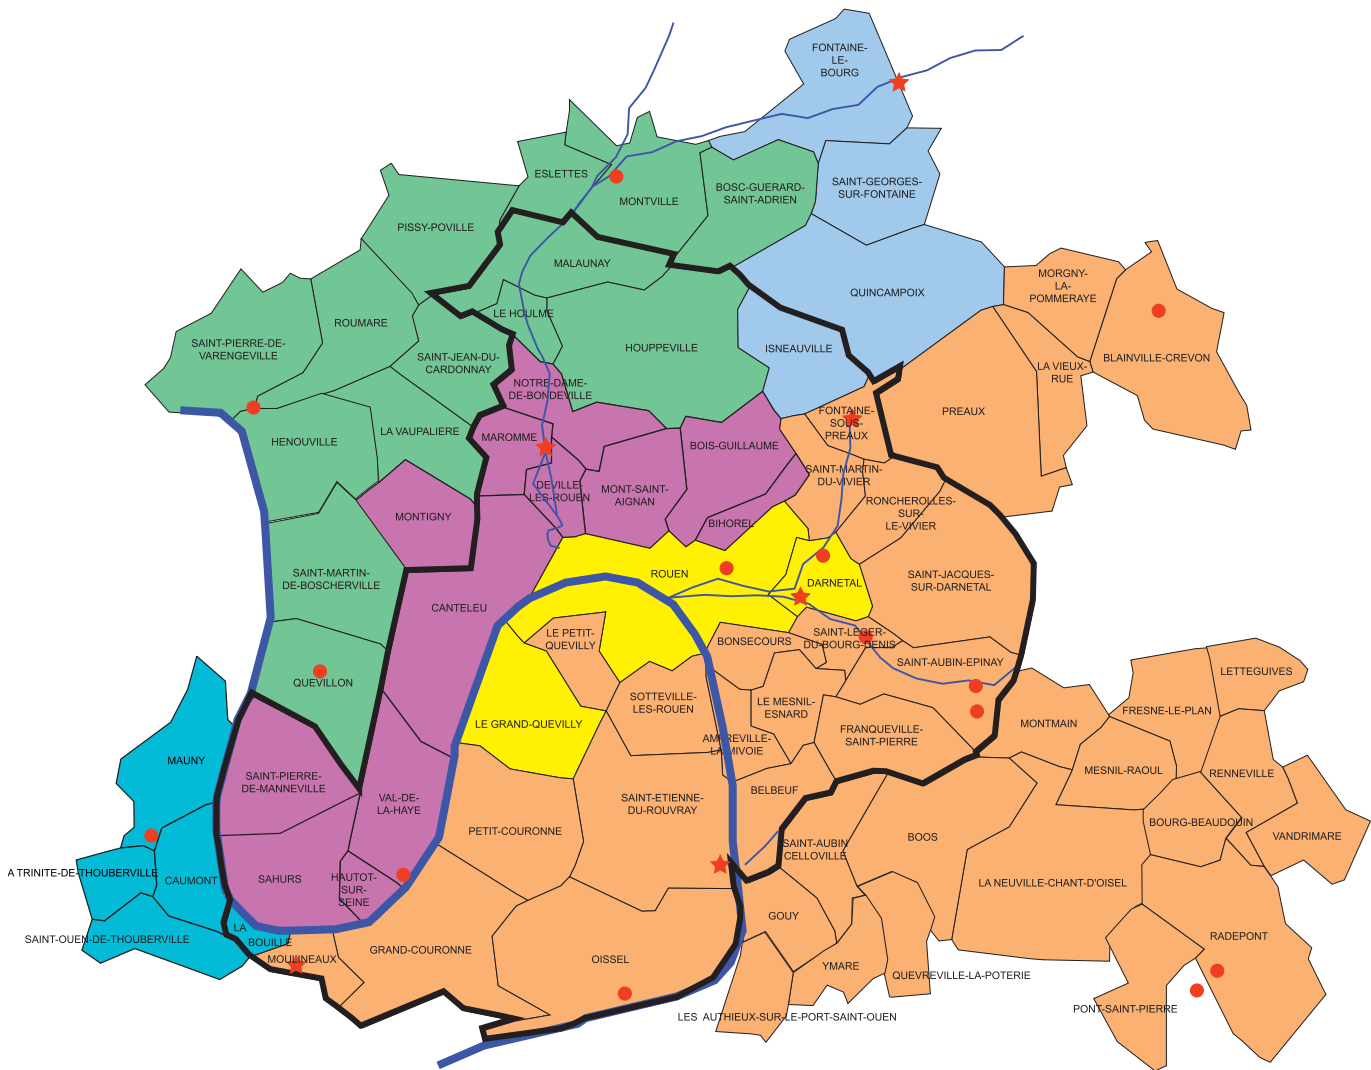 FONTAINE-
LE-
BOURG
ESLETTES
MONTVILLE
BOSC-GUERARD-
SAINT-ADRIEN
SAINT-GEORGES-
SUR-FONTAINE
PISSY-POVILLE
MALAUNAY
QUINCAMPOIX
MORGNY-
LA-
POMMERAYE
LE HOULME
ROUMARE
SAINT-PIERRE-DE-
VARENGEVILLE
SAINT-JEAN-DU-
CARDONNAY
HOUPPEVILLE
ISNEAUVILLE
LA VIEUX-
RUE
BLAINVILLE-CREVON
NOTRE-DAME-
DE-BONDEVILLE
FONTAINE-
SOUS-
PREAUX
PREAUX
HENOUVILLE
LA VAUPALIERE
MAROMME
BOIS-GUILLAUME
SAINT-MARTIN-
DU-VIVIER
DEVILLE
LES-ROUEN
MONT-SAINT-
AIGNAN
RONCHEROLLES-
SUR-
LE-VIVIER
MONTIGNY
BIHOREL
SAINT-MARTIN-
DE-BOSCHERVILLE
ROUEN
DARNETAL
SAINT-JACQUES-
SUR-DARNETAL
CANTELEU
LE PETIT-
QUEVILLY
BONSECOURS
SAINT-LEGER-
DU-BOURG-DENIS
SAINT-AUBIN-EPINAY
LETTEGUIVES
QUEVILLON
SOTTEVILLE-
LES-ROUEN
LE MESNIL-
ESNARD
FRESNE-LE-PLAN
LE GRAND-QUEVILLY
AMFREVILLE-
LA-MIVOIE
FRANQUEVILLE-
SAINT-PIERRE
MONTMAIN
MAUNY
SAINT-PIERRE-
DE-MANNEVILLE
MESNIL-RAOUL
RENNEVILLE
VAL-DE-
LA-HAYE
SAINT-ETIENNE-
DU-ROUVRAY
BELBEUF
PETIT-COURONNE
BOURG-BEAUDOUIN
VANDRIMARE
SAINT-AUBIN
CELLOVILLE
BOOS
A TRINITE-DE-THOUBERVILLE
CAUMONT
SAHURS
HAUTOT-
SUR-
SEINE
LA NEUVILLE-CHANT-D'OISEL
GOUY
LA
BOUILLE
SAINT-OUEN-DE-THOUBERVILLE
RADEPONT
MOULINEAUX
GRAND-COURONNE
OISSEL
YMARE
QUEVREVILLE-LA-POTERIE
PONT-SAINT-PIERRE
LES AUTHIEUX-SUR-LE-PORT-SAINT-OUEN